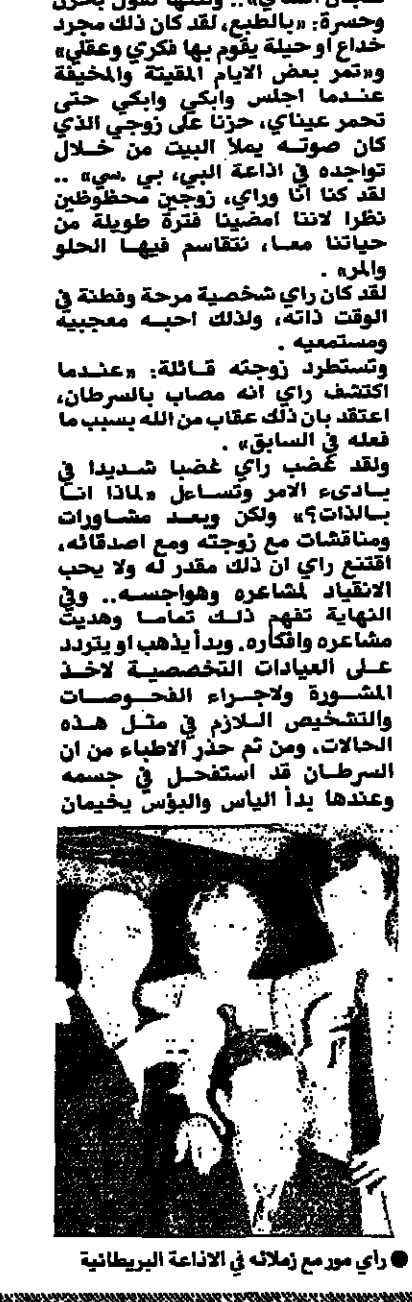 وحسرة: «بالطبع، لقد كان ذلك مجرد
خداع او حيلة يقوم بها فكري وعقلي»
و«تمر بعض الايام المقيتة والمخيفة
عندما اجلس وابكي وابكي حتى
تحمر عيناي، حزنا على زوجي الذي
كان صوته يملأ البيت من خلال
تواجده في اذاعة البي، بي .سي» ..
لقد كنا انا وراي، زوجين محظوظين
نظرا لاننا امضينا فترة طويلة من
حياتنا معا، نتقاسم فيها الحلو
والمر» .
لقد كان راي شخصية مرحة وفطنة في
الوقت ذاته، ولذلك احبه معجبيه
ومستمعيه .
وتستطرد زوجته قائلة: «عندما
اكتشف راي انه مصاب بالسرطان،
اعتقد بان ذلك عقاب من الله بسبب ما
فعله في السابق» .
ولقد غضب راي غضبا شديدا في
بادىء الامر وتساءل «لماذا انا
بالذات؟» ولكن وبعد مشاورات
ومناقشات مع زوجته ومع اصدقائه،
اقتنع راي ان ذلك مقدر له ولا يحب
الانقياد لمشاعره وهواجسه.. وفي
النهاية تفهم ذلك تماما وهديت
مشاعره وافكاره. وبدأ يذهب او يتردد
على العيادات التخصصية لاخذ
المشورة ولاجراء الفحوصات
والتشخيص اللازم في مثل هذه
الحالات، ومن ثم حذر الاطباء من ان
السرطان قد استفحل في جسمه
وعندها بدأ اليأس والبؤس يخيمان
● راي مور مع زملائه في الاذاعة البريطانية